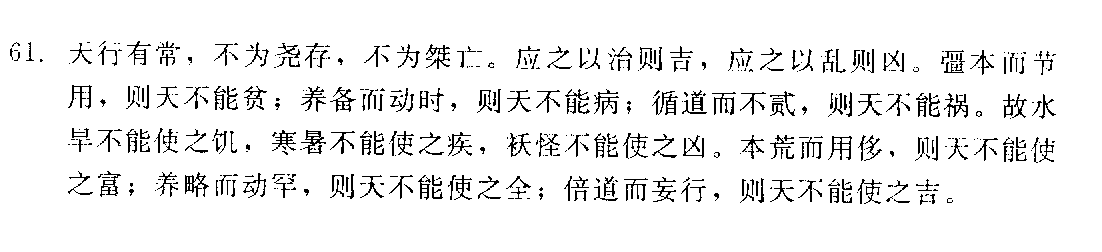 61. 天行有常，不为尧存，不为桀亡。应之以治则吉，应之以乱则凶。彊本而节
用，则天不能贫；养备而动时，则天不能病；循道而不贰，则天不能祸。故水
旱不能使之饥，寒暑不能使之疾，祆怪不能使之凶。本荒而用侈，则天不能使
之富；养略而动罕，则天不能使之全；倍道而妄行，则天不能使之吉。